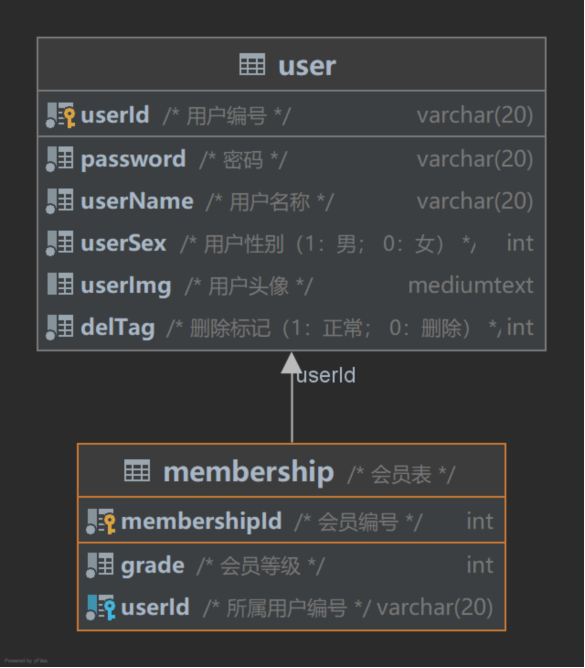 user
userId /* 用户编号 */ varchar(20)
password /* 密码 */ varchar(20)
userName /* 用户名称 */ varchar(20)
userSex /* 用户性别（1：男； 0：女） */ int
userImg /* 用户头像 */ mediumtext
delTag /* 删除标记（1：正常； 0：删除） */ int
userId
membership /* 会员表 */
membershipId /* 会员编号 */ int
grade /* 会员等级 */ int
userId /* 所属用户编号 */ varchar(20)
Powered by yFiles